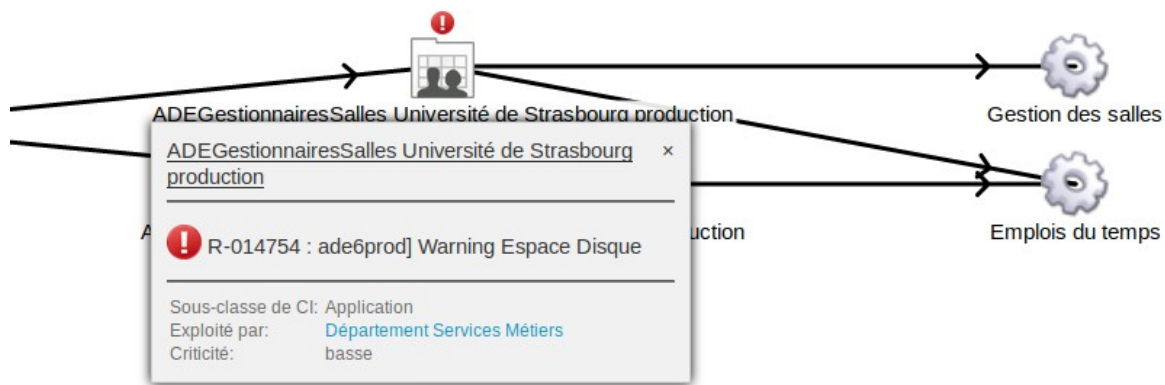 ADEGestionnairesSalles Université de Strasbourg production
Gestion des salles
ADEGestionnairesSalles Université de Strasbourg ×
production
R-014754 : ade6prod] Warning Espace Disque
Emplois du temps
Sous-classe de CI: Application
Exploité par: Département Services Métiers
Criticité: basse